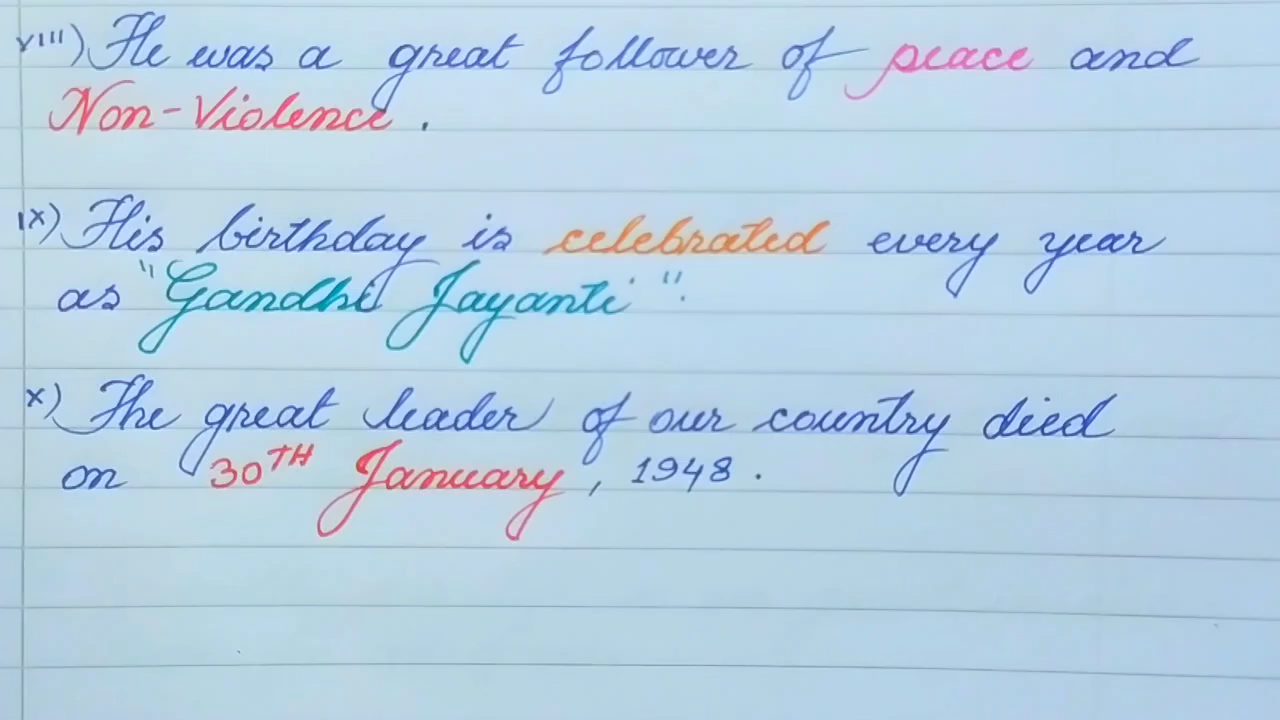 viii) He was a great follower of peace and
Non-Violence .
ix) His birthday is celebrated every year
as "Gandhi Jayanti".
x) The great leader of our country died
on 30TH January, 1948 .